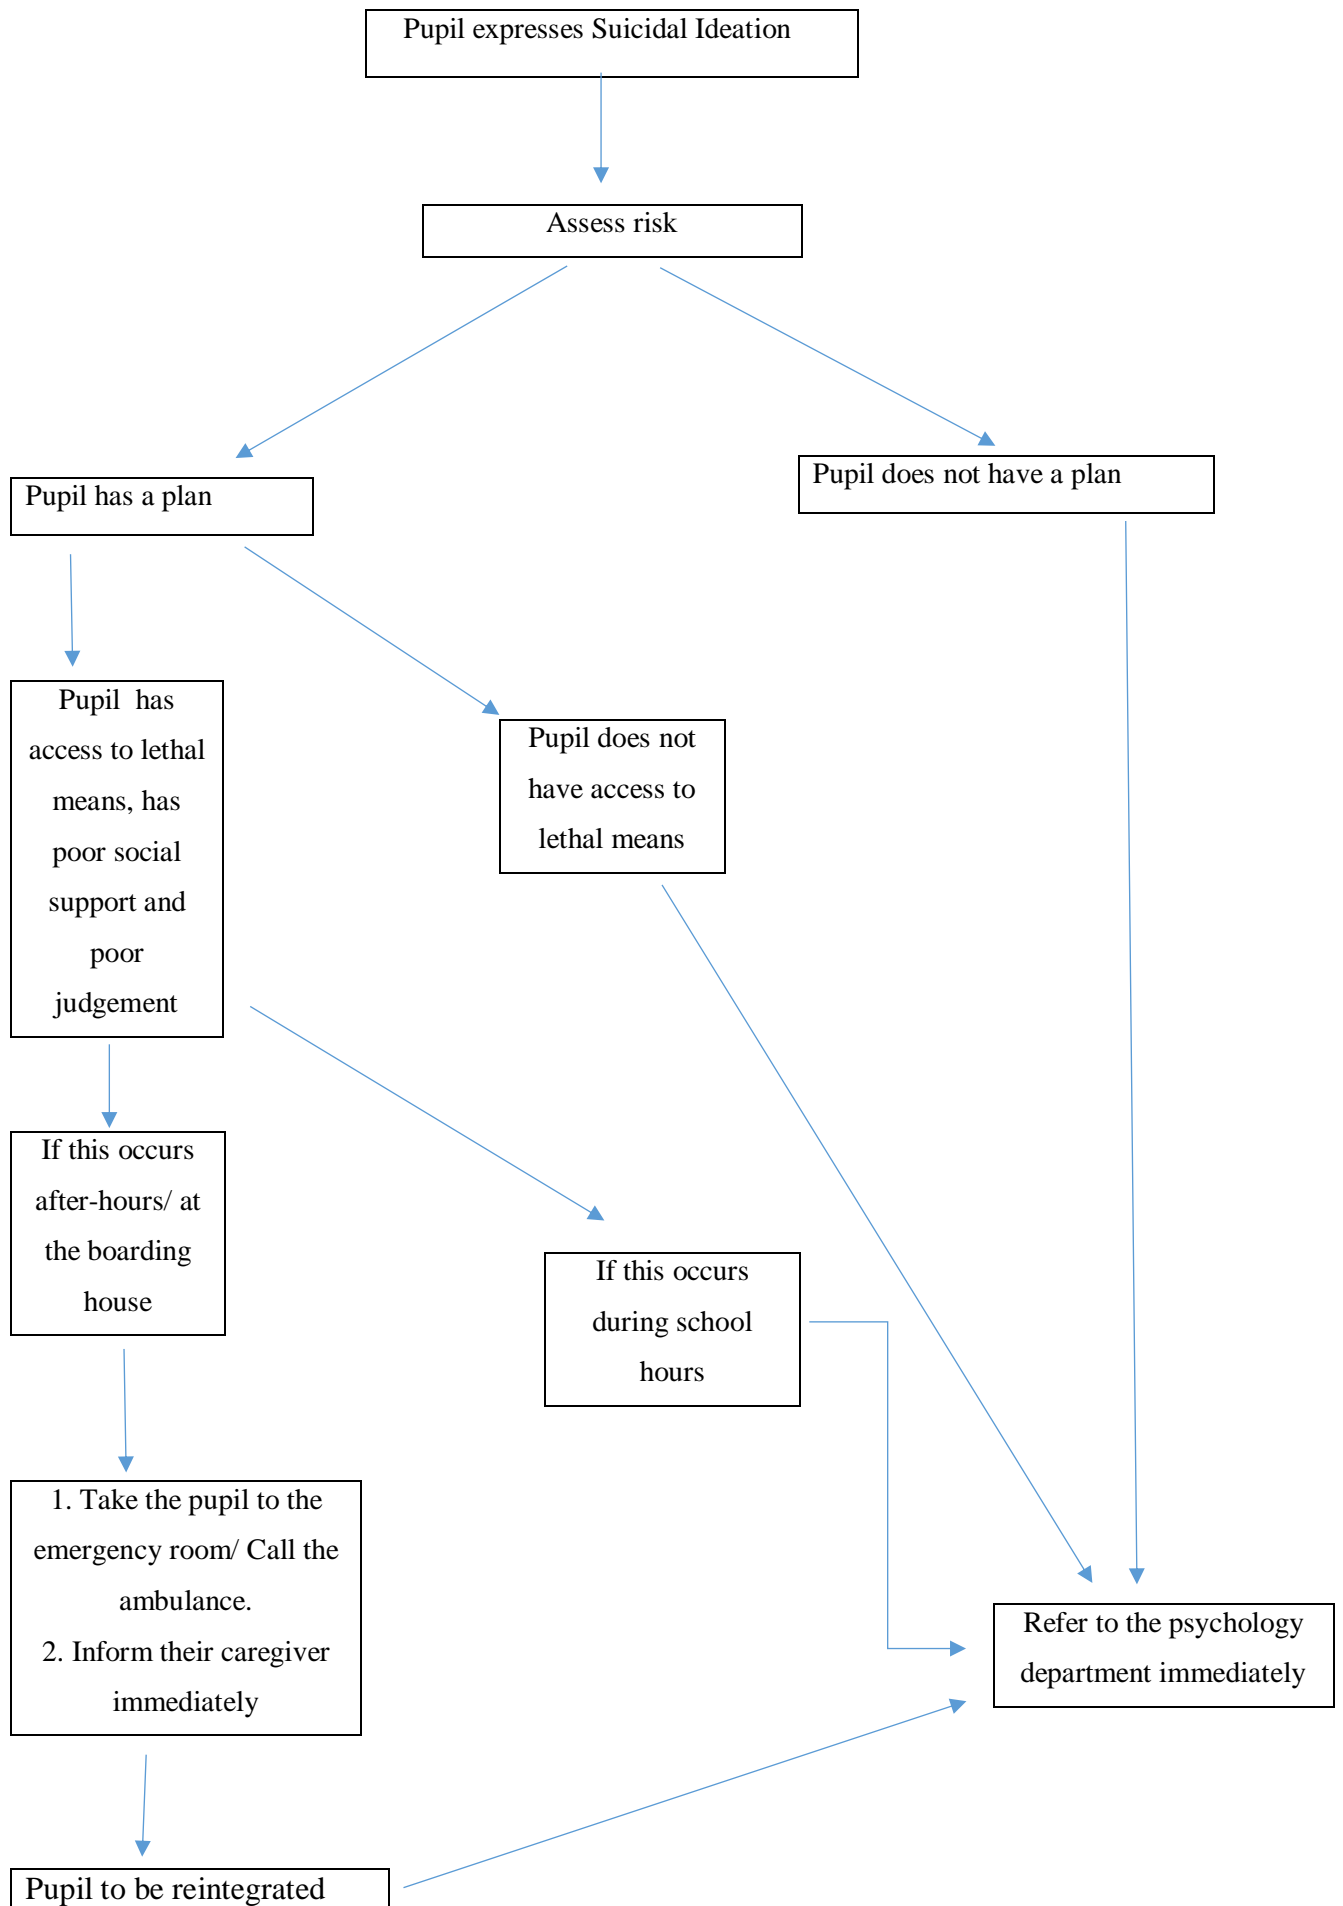 Pupil expresses Suicidal Ideation
Assess risk
Pupil has a plan
Pupil does not have a plan
Pupil has
access to lethal
means, has
poor social
support and
poor
judgement
Pupil does not
have access to
lethal means
If this occurs
after-hours/ at
the boarding
house
If this occurs
during school
hours
1. Take the pupil to the
emergency room/ Call the
ambulance.
2. Inform their caregiver
immediately
Refer to the psychology
department immediately
Pupil to be reintegrated